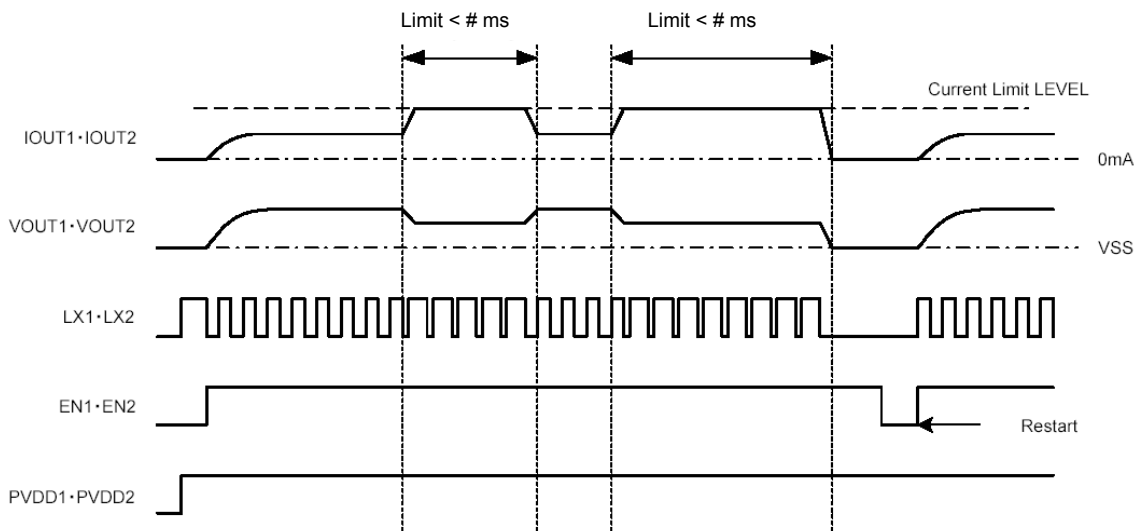 Limit < # ms
Limit < # ms
Current Limit LEVEL
IOUT1•IOUT2
0mA
VOUT1•VOUT2
VSS
LX1•LX2
EN1•EN2
Restart
PVDD1•PVDD2